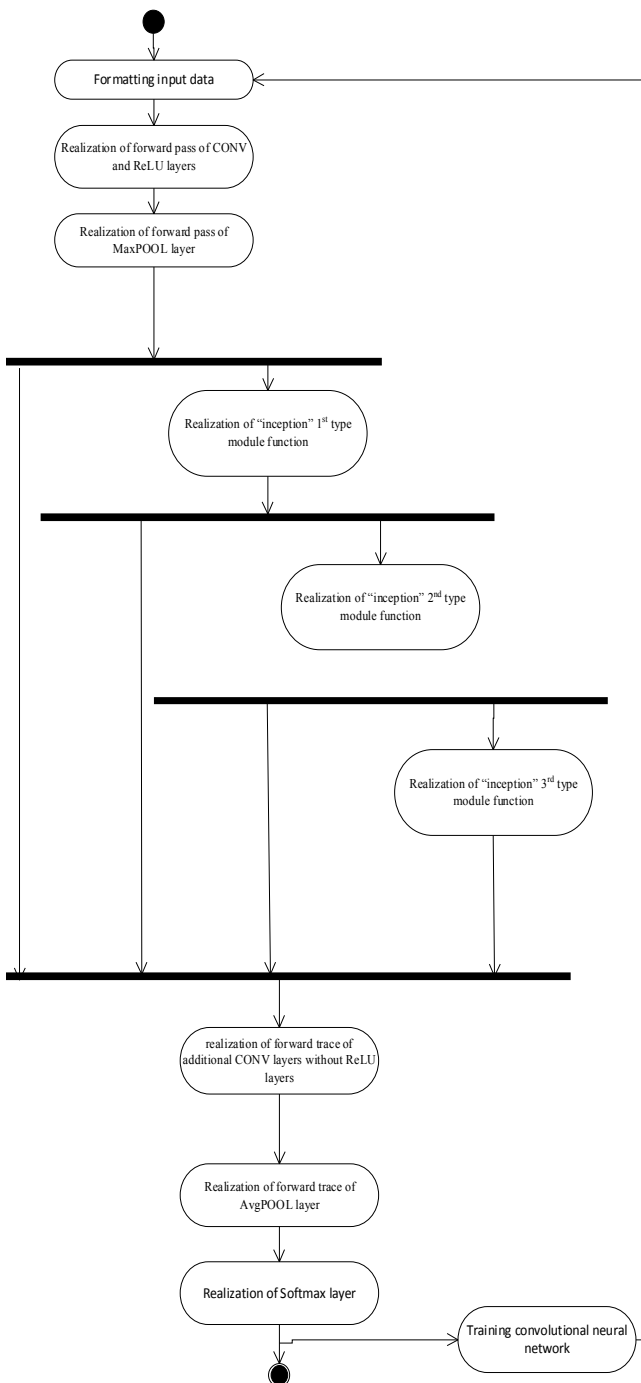 Formatting input data
Realization of forward pass of CONV
and ReLU layers
Realization of forward pass of
MaxPOOL layer
Realization of “inception” 1st type
module function
Realization of “inception” 2nd type
module function
Realization of “inception” 3rd type
module function
realization of forward trace of
additional CONV layers without ReLU
layers
Realization of forward trace of
AvgPOOL layer
Realization of Softmax layer
Training convolutional neural
network